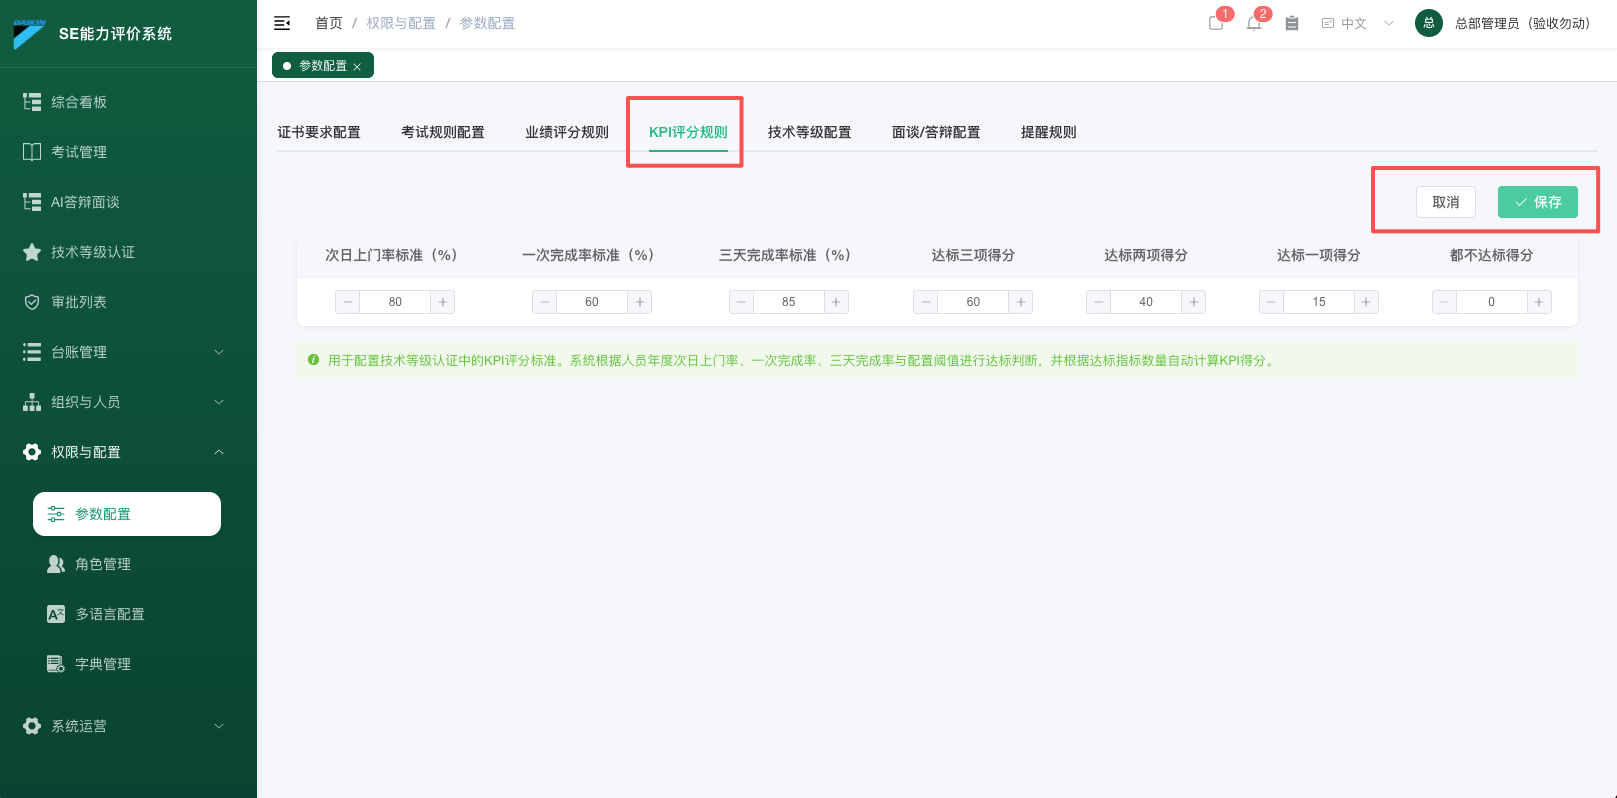 DAIKIN
SE能力评价系统
首页 / 权限与配置 / 参数配置
1
2
中文
总
总部管理员（验收勿动）
参数配置
综合看板
考试管理
AI答辩面谈
技术等级认证
审批列表
台账管理
组织与人员
权限与配置
参数配置
角色管理
多语言配置
字典管理
系统运营
证书要求配置 考试规则配置 业绩评分规则 KPI评分规则 技术等级配置 面谈/答辩配置 提醒规则
取消 保存
次日上门率标准（%） 一次完成率标准（%） 三天完成率标准（%） 达标三项得分 达标两项得分 达标一项得分 都不达标得分
80 60 85 60 40 15 0
用于配置技术等级认证中的KPI评分标准。系统根据人员年度次日上门率、一次完成率、三天完成率与配置阈值进行达标判断，并根据达标指标数量自动计算KPI得分。